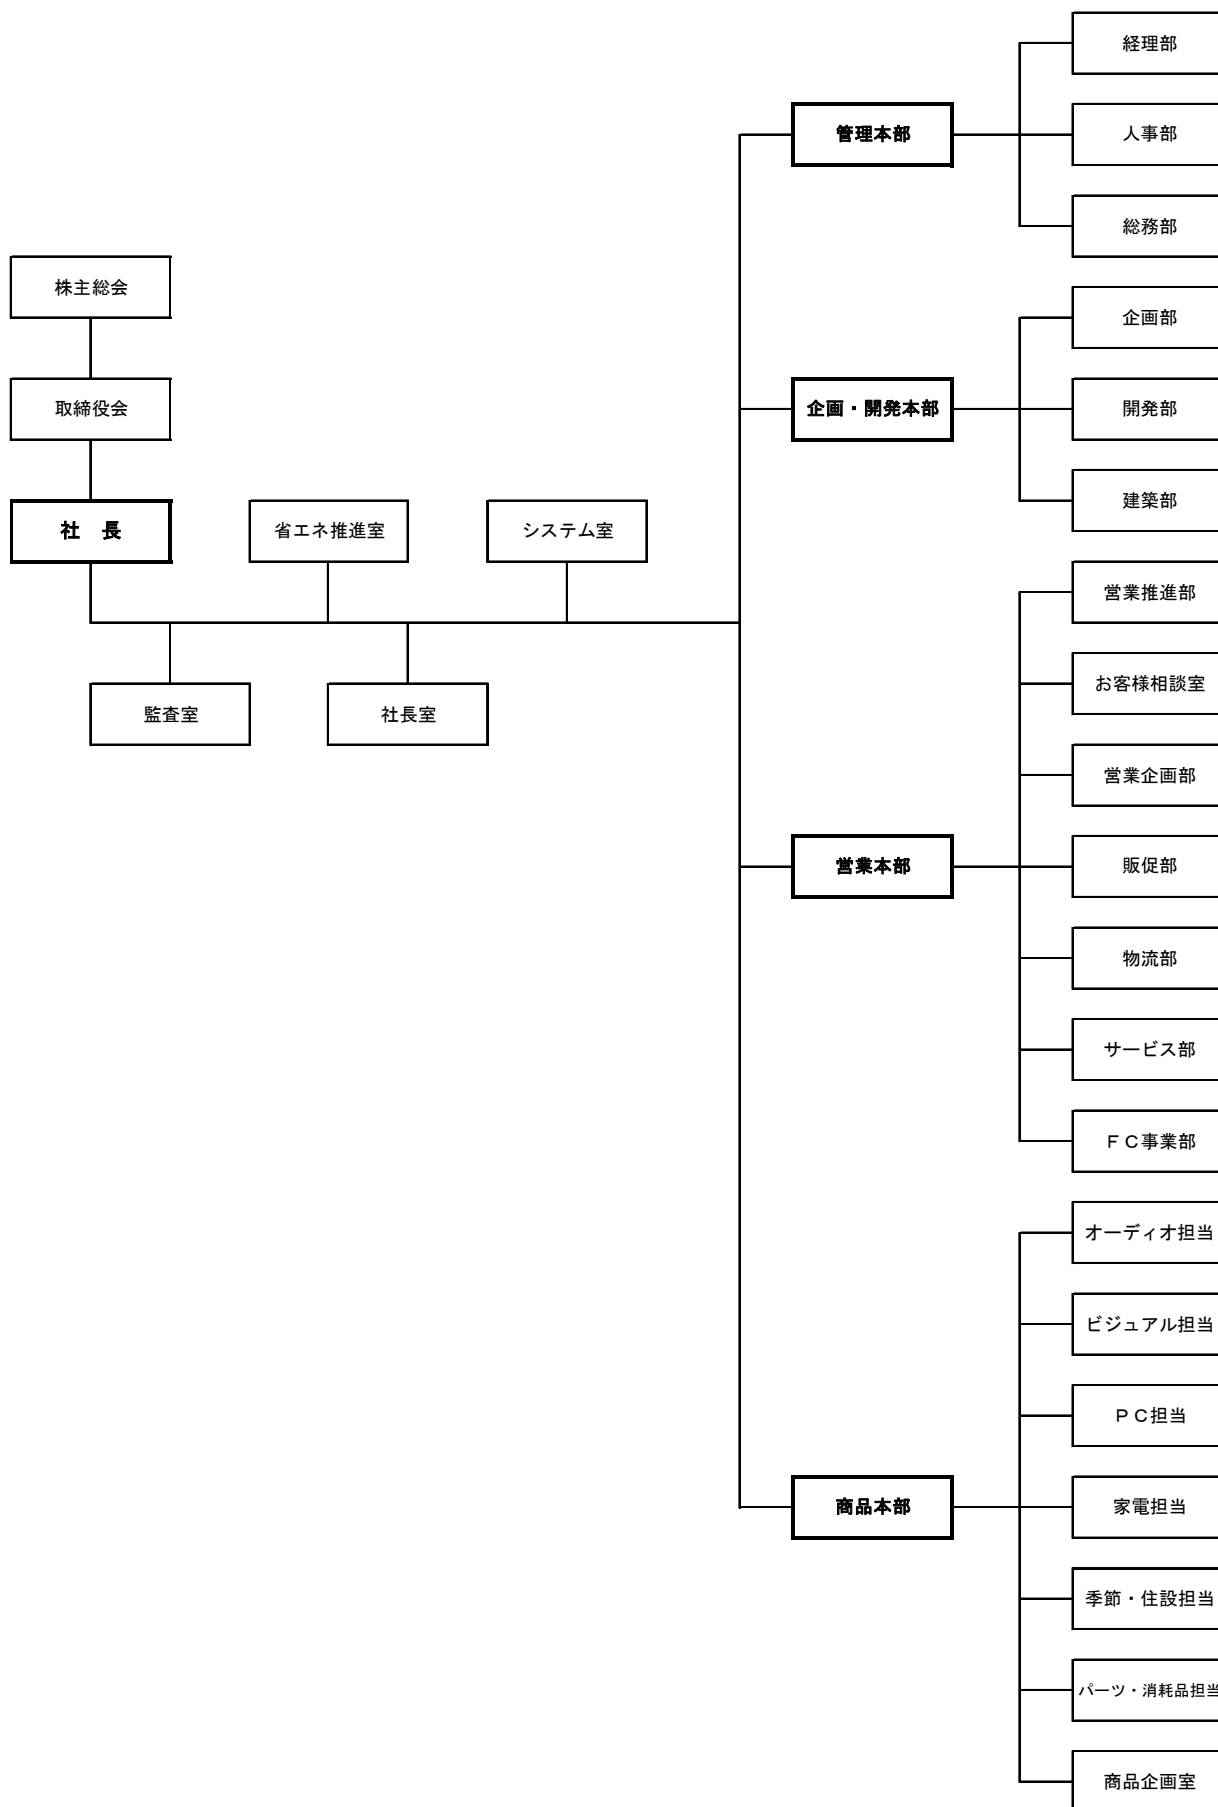 株主総会
取締役会
社　長
省エネ推進室
システム室
監査室
社長室
管理本部
経理部
人事部
総務部
企画・開発本部
企画部
開発部
建築部
営業本部
営業推進部
お客様相談室
営業企画部
販促部
物流部
サービス部
ＦＣ事業部
商品本部
オーディオ担当
ビジュアル担当
ＰＣ担当
家電担当
季節・住設担当
パーツ・消耗品担当
商品企画室